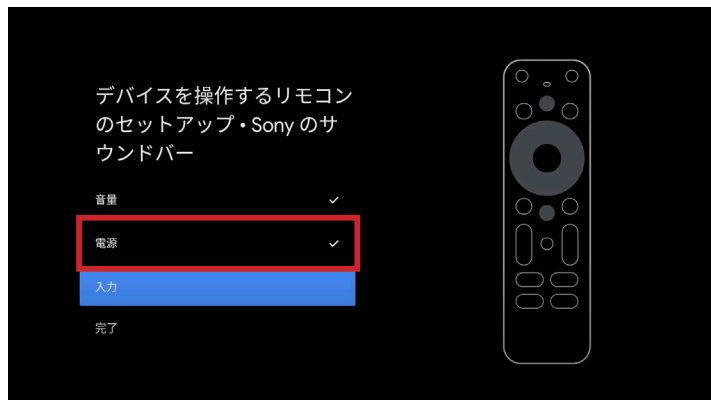 デバイスを操作するリモコン
のセットアップ • Sony のサ
ウンドバー
音量
電源
入力
完了